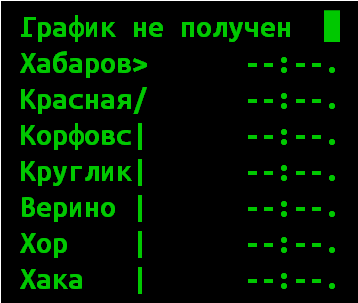 График не получен █
Хабаров>     --:--.
Красная/     --:--.
Корфовс|     --:--.
Круглик|     --:--.
Верино |     --:--.
Хор    |     --:--.
Хака   |     --:--.